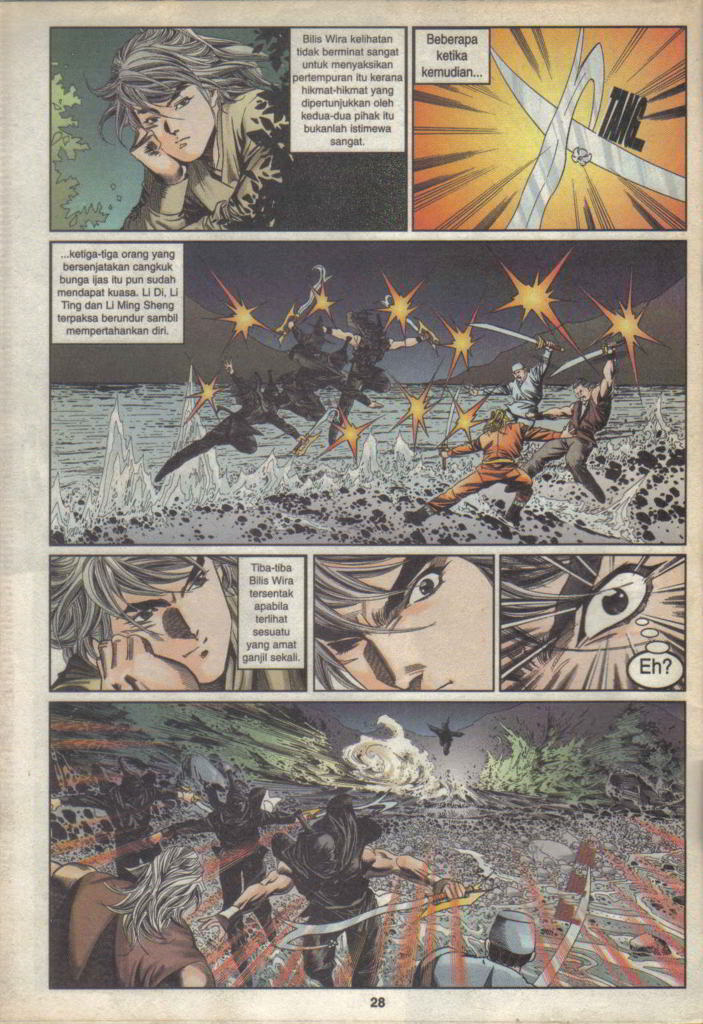 Bilis Wira kelihatan
tidak berminat sangat
untuk menyaksikan
pertempuran itu kerana
hikmat-hikmat yang
dipertunjukkan oleh
kedua-dua pihak itu
bukanlah istimewa
sangat.
Beberapa
ketika
kemudian...
TANG
...ketiga-tiga orang yang
bersenjatakan cangkuk
bunga ijas itu pun sudah
mendapat kuasa. Li Di, Li
Ting dan Li Ming Sheng
terpaksa berundur sambil
mempertahankan diri.
Tiba-tiba
Bilis Wira
tersentak
apabila
terlihat
sesuatu
yang amat
ganjil sekali.
Eh?
28